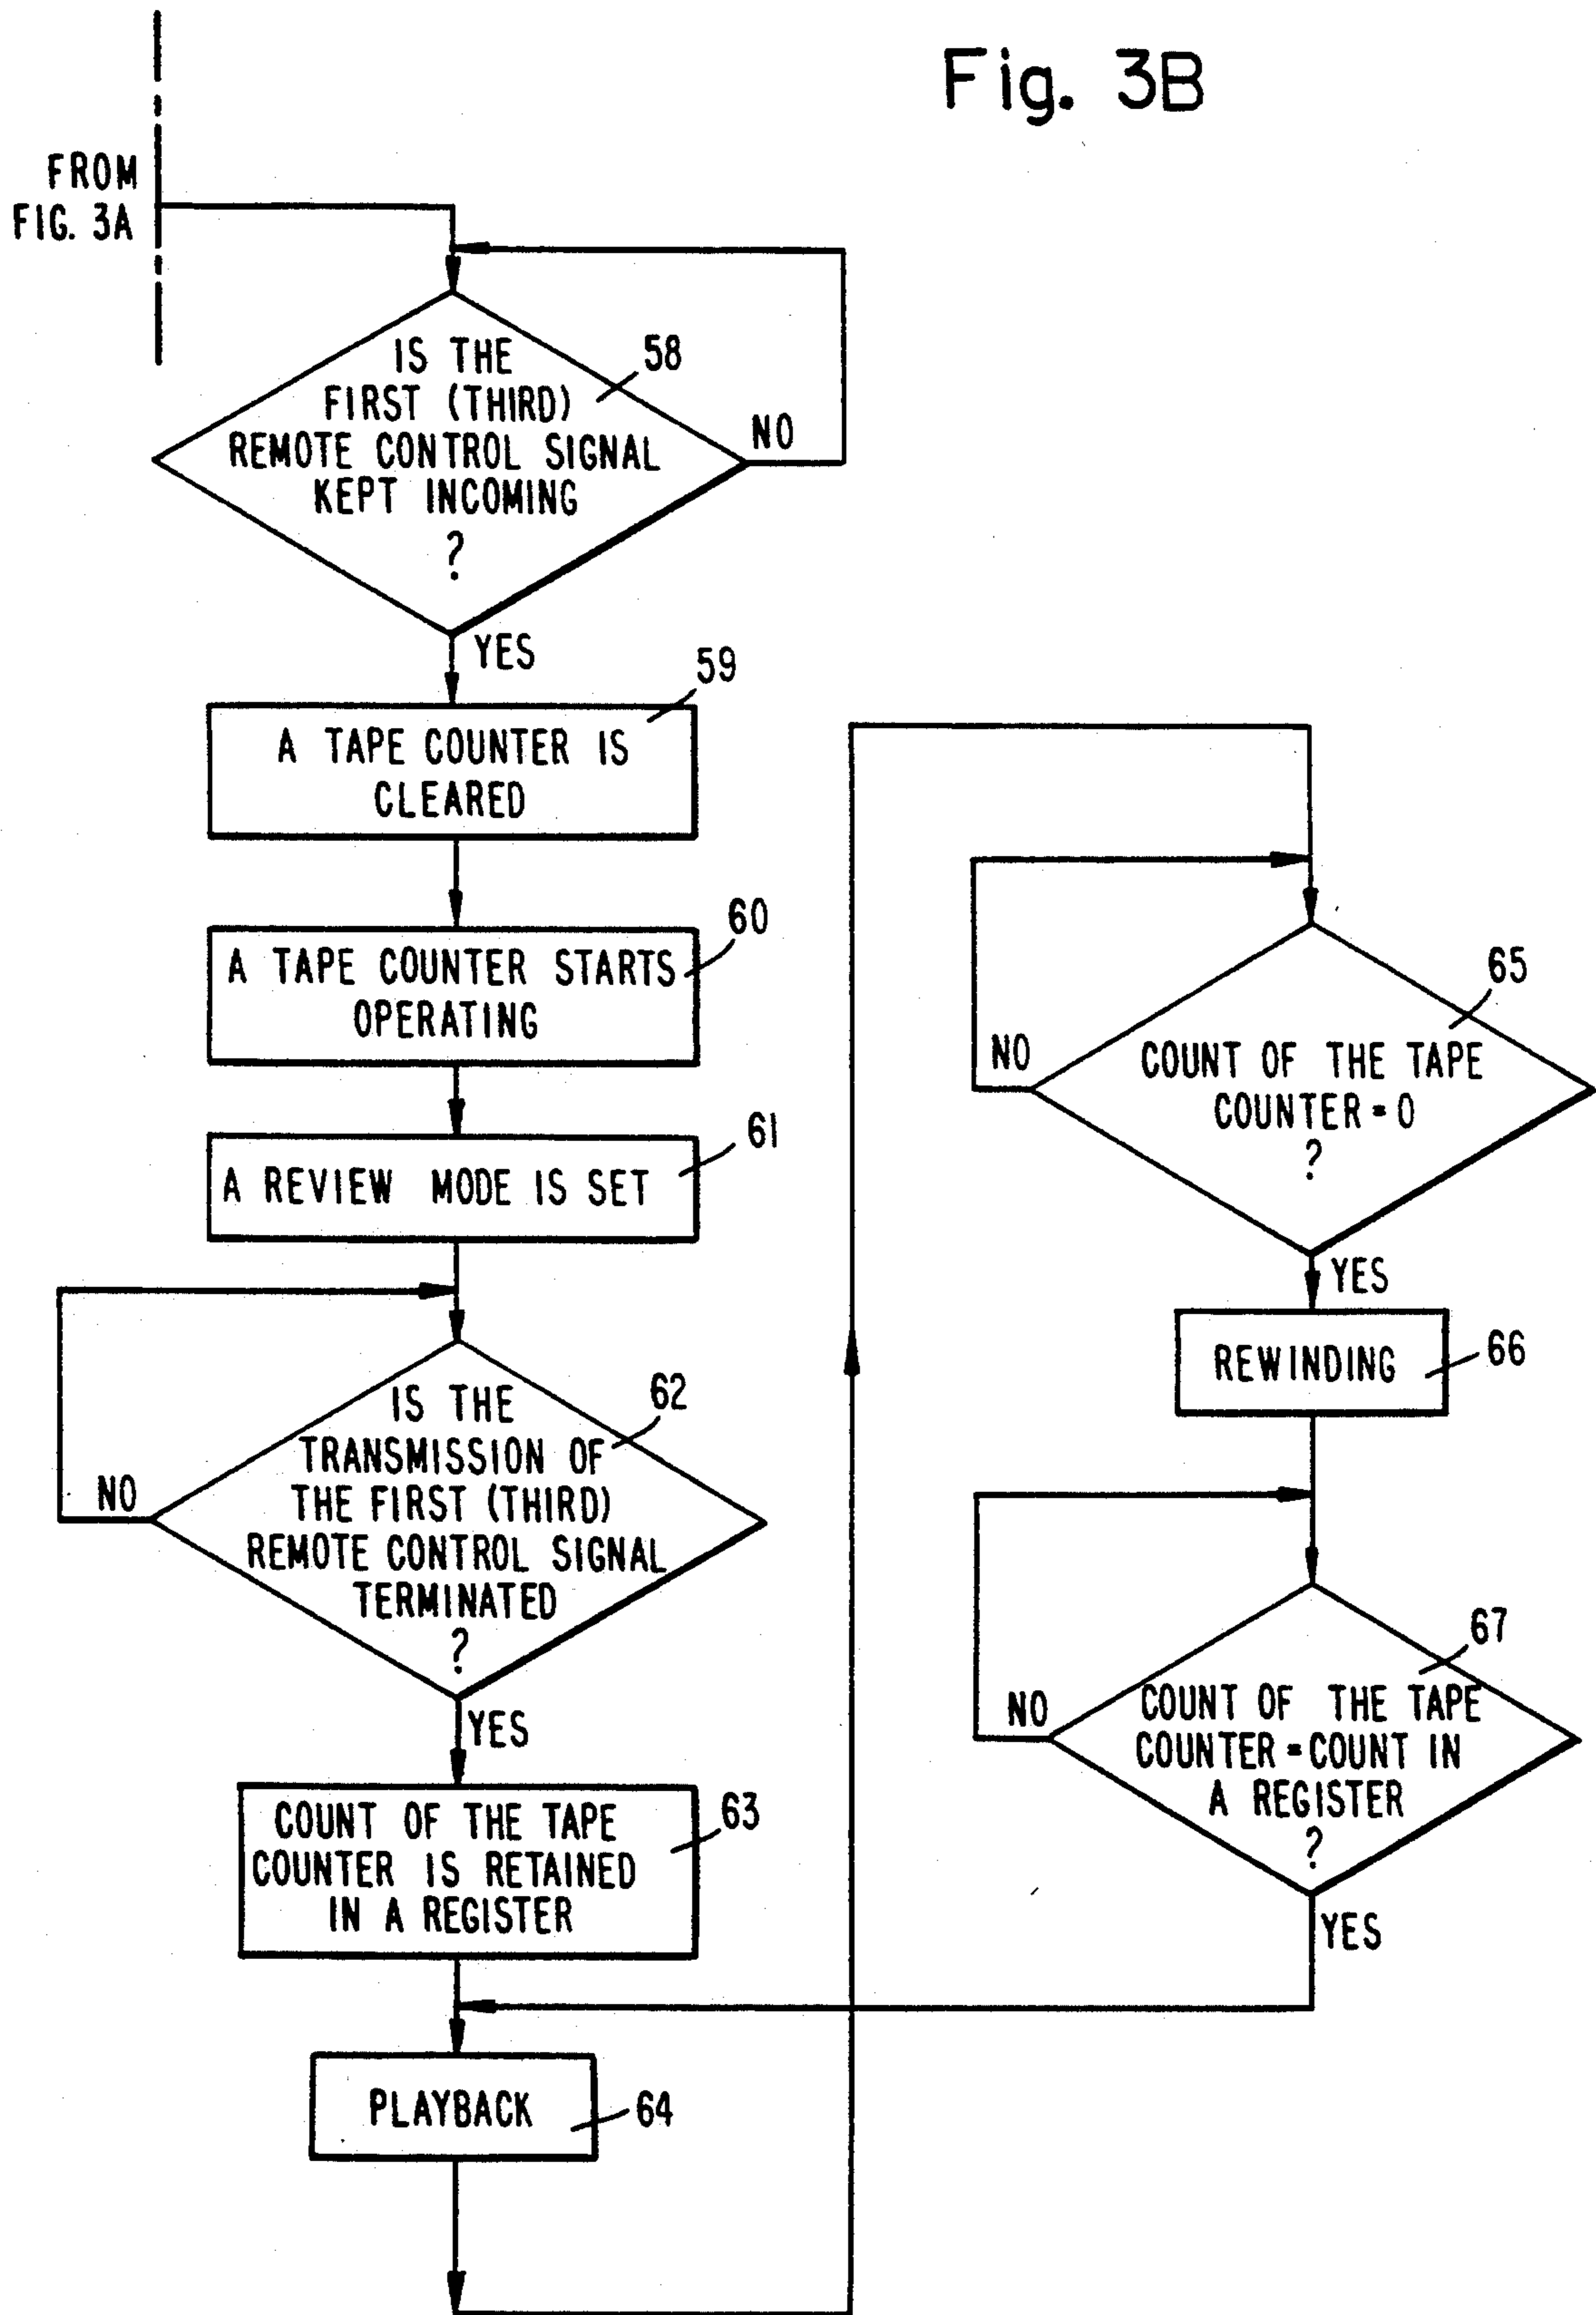 Fig. 3B
FROM
FIG. 3A
IS THE
FIRST (THIRD)
REMOTE CONTROL SIGNAL
KEPT INCOMING
?
58
NO
YES
59
A TAPE COUNTER IS
CLEARED
60
A TAPE COUNTER STARTS
OPERATING
61
A REVIEW MODE IS SET
62
IS THE
TRANSMISSION OF
THE FIRST (THIRD)
REMOTE CONTROL SIGNAL
TERMINATED
?
NO
YES
63
COUNT OF THE TAPE
COUNTER IS RETAINED
IN A REGISTER
PLAYBACK
64
65
COUNT OF THE TAPE
COUNTER = 0
?
NO
YES
REWINDING
66
67
COUNT OF THE TAPE
COUNTER = COUNT IN
A REGISTER
?
NO
YES